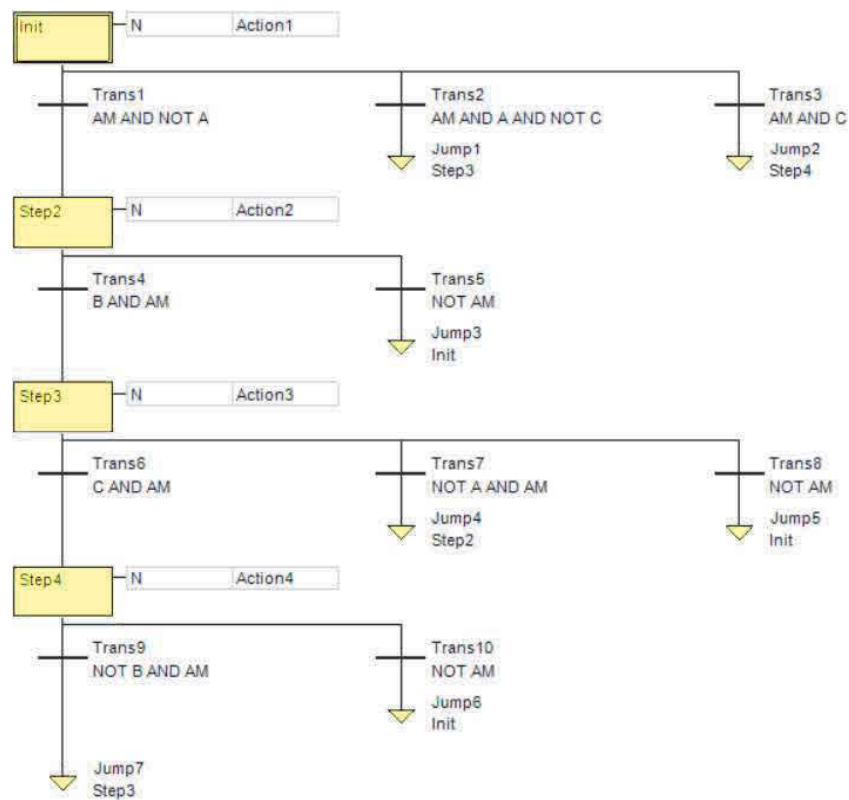 Init
N Action1
Trans1 Trans2 Trans3
AM AND NOT A AM AND A AND NOT C AM AND C
Jump1 Jump2
Step3 Step4
Step2 N Action2
Trans4 Trans5
B AND AM NOT AM
Jump3
Init
Step3 N Action3
Trans6 Trans7 Trans8
C AND AM NOT A AND AM NOT AM
Jump4 Jump5
Step2 Init
Step4 N Action4
Trans9 Trans10
NOT B AND AM NOT AM
Jump6
Init
Jump7
Step3